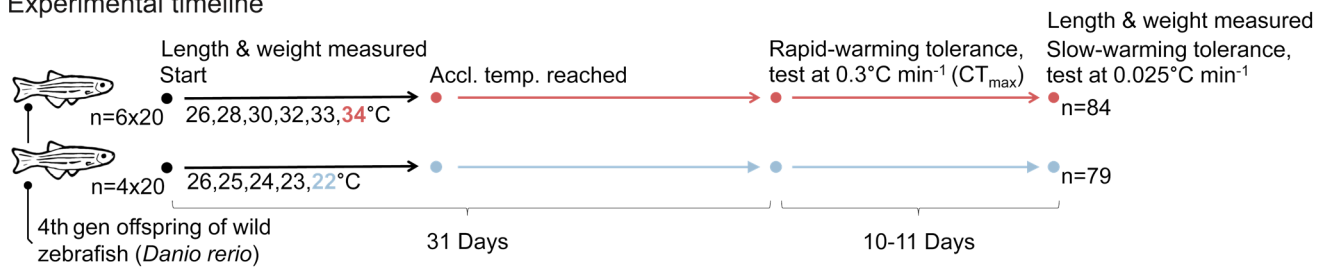 Experimental timeline
Length & weight measured
Start
Accl. temp. reached
Rapid-warming tolerance,
test at 0.3°C min-1 (CTmax)
Length & weight measured
Slow-warming tolerance,
test at 0.025°C min-1
n=6x20
26,28,30,32,33,34°C
n=84
n=4x20
26,25,24,23,22°C
n=79
4th gen offspring of wild
zebrafish (Danio rerio)
31 Days
10-11 Days